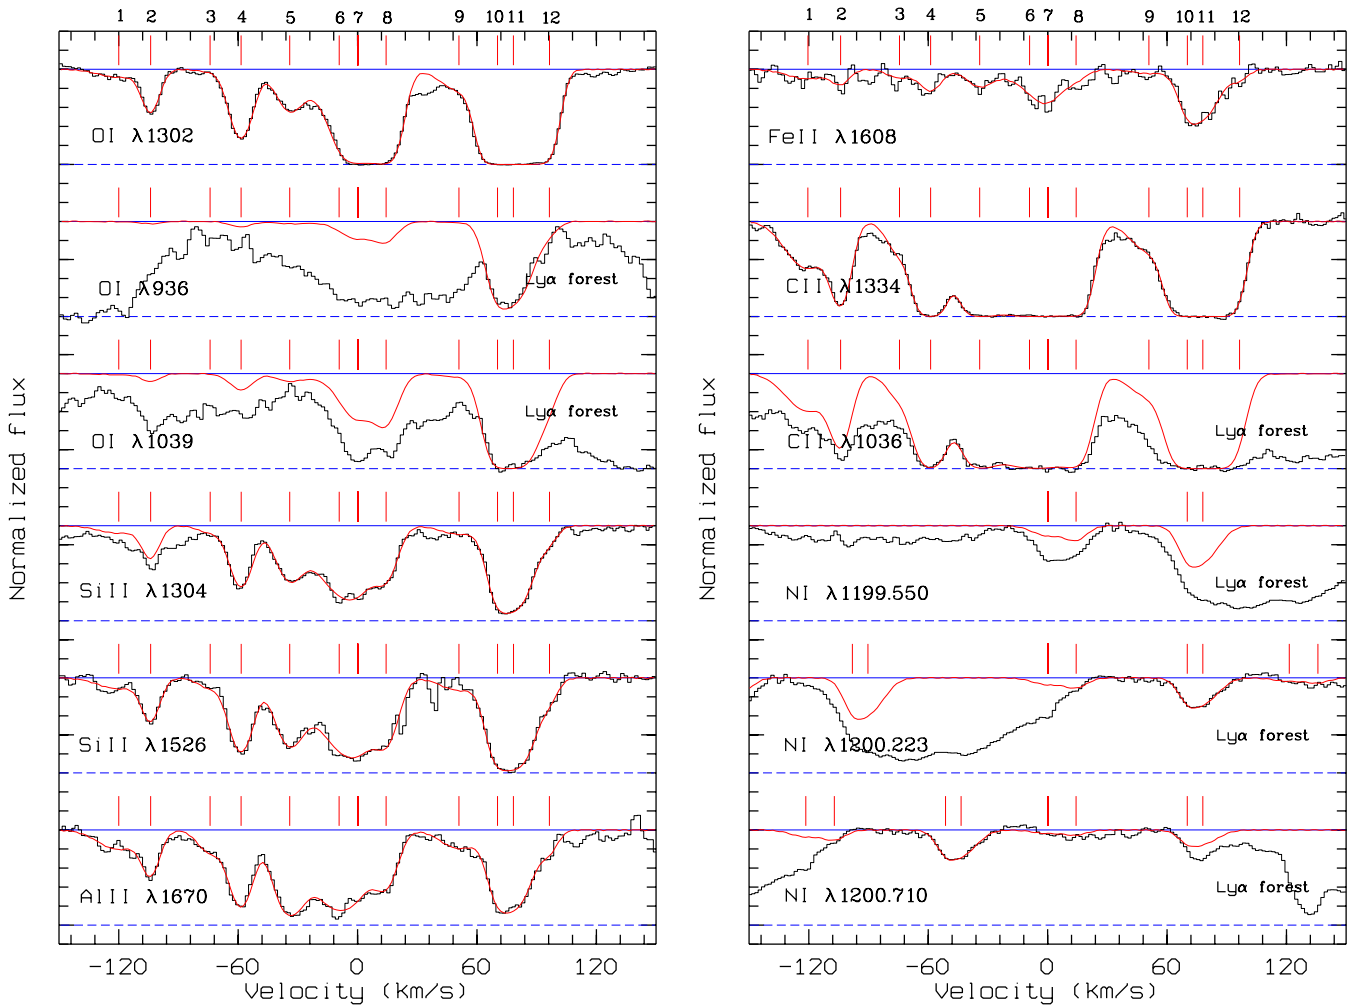 1 2 3 4 5 6 7 8 9 10 11 12
OI λ1302
OI λ936
Lyα forest
OI λ1039
Lyα forest
SiII λ1304
SiII λ1526
AlII λ1670
-120 -60 0 60 120
Velocity (km/s)
Normalized flux
1 2 3 4 5 6 7 8 9 10 11 12
FeII λ1608
CII λ1334
CII λ1036
Lyα forest
NI λ1199.550
Lyα forest
NI λ1200.223
Lyα forest
NI λ1200.710
Lyα forest
-120 -60 0 60 120
Velocity (km/s)
Normalized flux